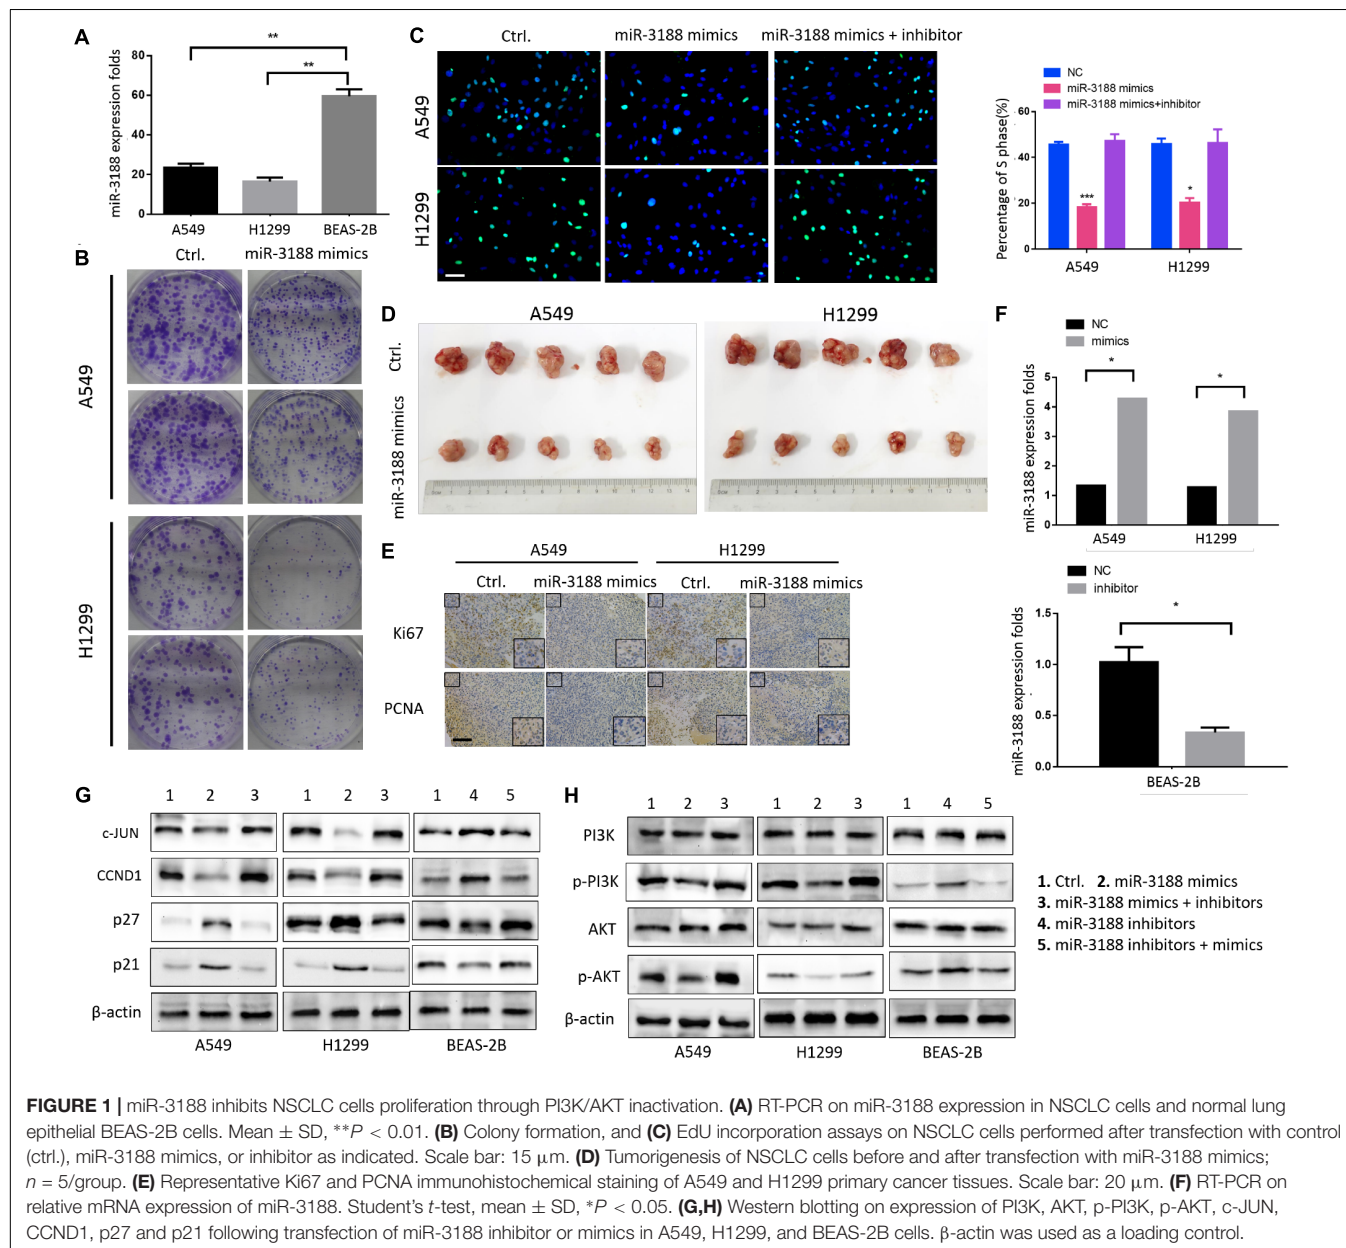 A
**
**
80
60
40
20
0
miR-3188 expression folds
A549
H1299
BEAS-2B
B
Ctrl.
miR-3188 mimics
A549
H1299
C
Ctrl.
miR-3188 mimics
miR-3188 mimics + inhibitor
A549
H1299
NC
miR-3188 mimics
miR-3188 mimics+inhibitor
Percentage of S phase(%)
60
40
20
0
***
*
A549
H1299
D
A549
H1299
Ctrl.
miR-3188 mimics
E
A549
H1299
Ctrl.
miR-3188 mimics
Ctrl.
miR-3188 mimics
Ki67
PCNA
F
NC
mimics
miR-3188 expression folds
5
4
3
2
1
0
*
*
A549
H1299
NC
inhibitor
miR-3188 expression folds
1.5
1.0
0.5
0.0
*
BEAS-2B
G
1 2 3 1 2 3 1 4 5
c-JUN
CCND1
p27
p21
β-actin
A549
H1299
BEAS-2B
H
1 2 3 1 2 3 1 4 5
PI3K
p-PI3K
AKT
p-AKT
β-actin
A549
H1299
BEAS-2B
1. Ctrl. 2. miR-3188 mimics
3. miR-3188 mimics + inhibitors
4. miR-3188 inhibitors
5. miR-3188 inhibitors + mimics
FIGURE 1 | miR-3188 inhibits NSCLC cells proliferation through PI3K/AKT inactivation. (A) RT-PCR on miR-3188 expression in NSCLC cells and normal lung
epithelial BEAS-2B cells. Mean ± SD, **P < 0.01. (B) Colony formation, and (C) EdU incorporation assays on NSCLC cells performed after transfection with control
(ctrl.), miR-3188 mimics, or inhibitor as indicated. Scale bar: 15 μm. (D) Tumorigenesis of NSCLC cells before and after transfection with miR-3188 mimics;
n = 5/group. (E) Representative Ki67 and PCNA immunohistochemical staining of A549 and H1299 primary cancer tissues. Scale bar: 20 μm. (F) RT-PCR on
relative mRNA expression of miR-3188. Student's t-test, mean ± SD, *P < 0.05. (G,H) Western blotting on expression of PI3K, AKT, p-PI3K, p-AKT, c-JUN,
CCND1, p27 and p21 following transfection of miR-3188 inhibitor or mimics in A549, H1299, and BEAS-2B cells. β-actin was used as a loading control.